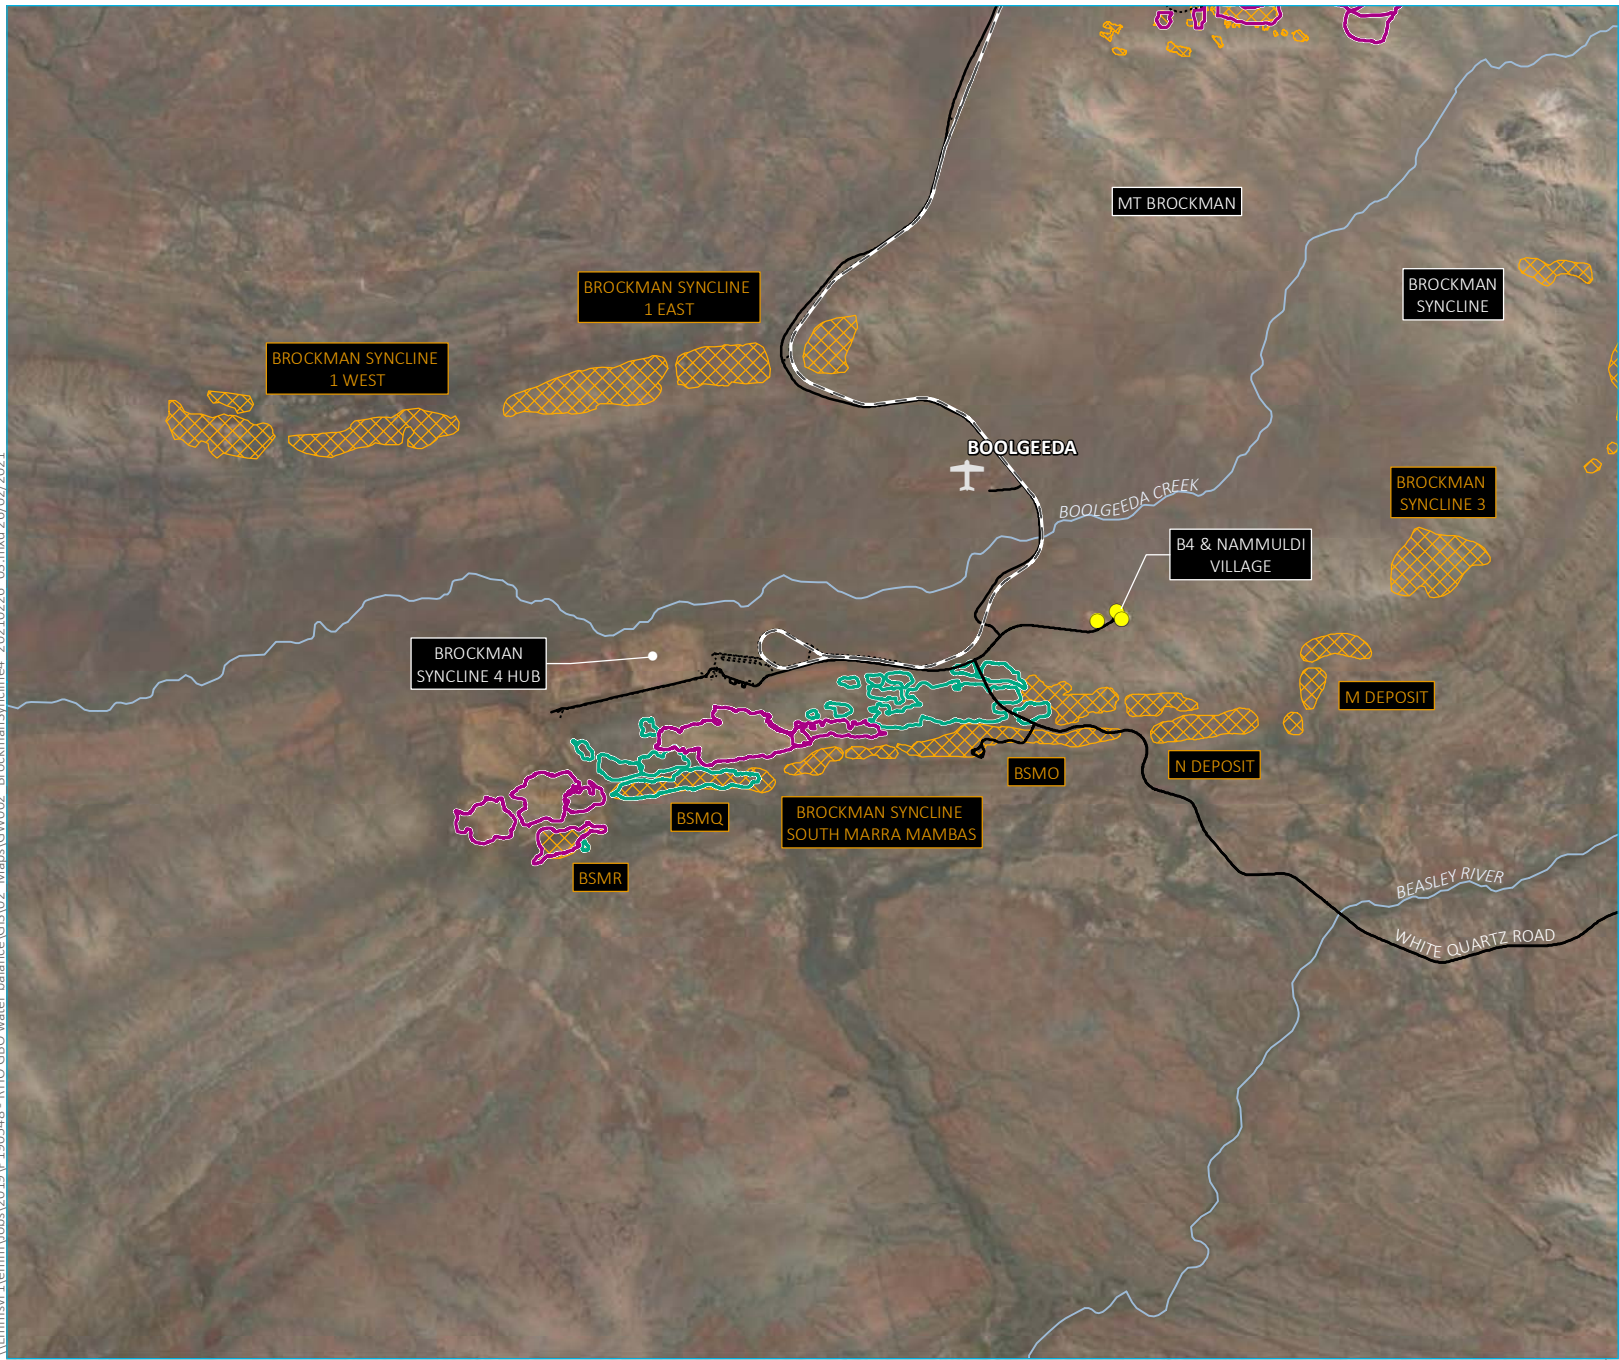 MT BROCKMAN
BROCKMAN SYNCLINE
1 EAST
BROCKMAN
SYNCLINE
BROCKMAN SYNCLINE
1 WEST
BOOLGEEDA
BROCKMAN
SYNCLINE 3
BOOLGEEDA CREEK
B4 & NAMMULDI
VILLAGE
BROCKMAN
SYNCLINE 4 HUB
M DEPOSIT
N DEPOSIT
BSMO
BSMQ
BROCKMAN SYNCLINE
SOUTH MARRA MAMBAS
BSMR
BEASLEY RIVER
WHITE QUARTZ ROAD